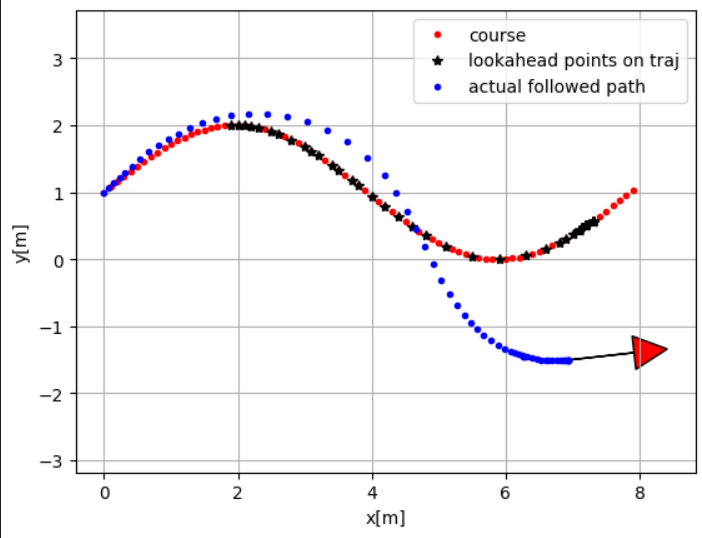 course
lookahead points on traj
actual followed path
3
2
1
0
−1
−2
−3
y[m]
0 2 4 6 8
x[m]